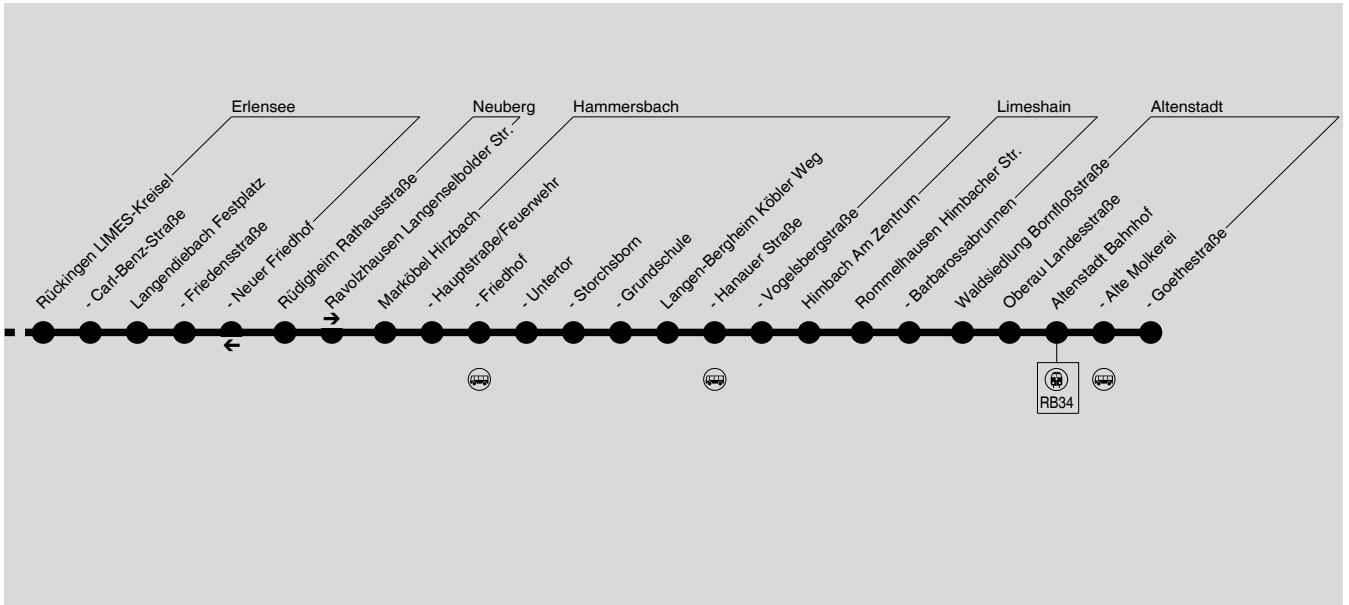 Erlensee
Neuberg
Hammersbach
Limeshain
Altenstadt
Rückingen LIMES-Kreisel
- Carl-Benz-Straße
Langendiebach Festplatz
- Friedensstraße
- Neuer Friedhof
Rüdigheim Rathausstraße
Ravolzhausen Langenselbolder Str.
Marköbel Hirzbach
- Hauptstraße/Feuerwehr
- Friedhof
- Untertor
- Storchsborn
- Grundschule
Langen-Bergheim Köbler Weg
- Hanauer Straße
- Vogelsbergstraße
Himbach Am Zentrum
Rommelhausen Himbacher Str.
- Barbarossabrunnen
Waldsiedlung Bornfloßstraße
Oberau Landesstraße
Altenstadt Bahnhof
- Alte Molkerei
- Goethestraße
RB34